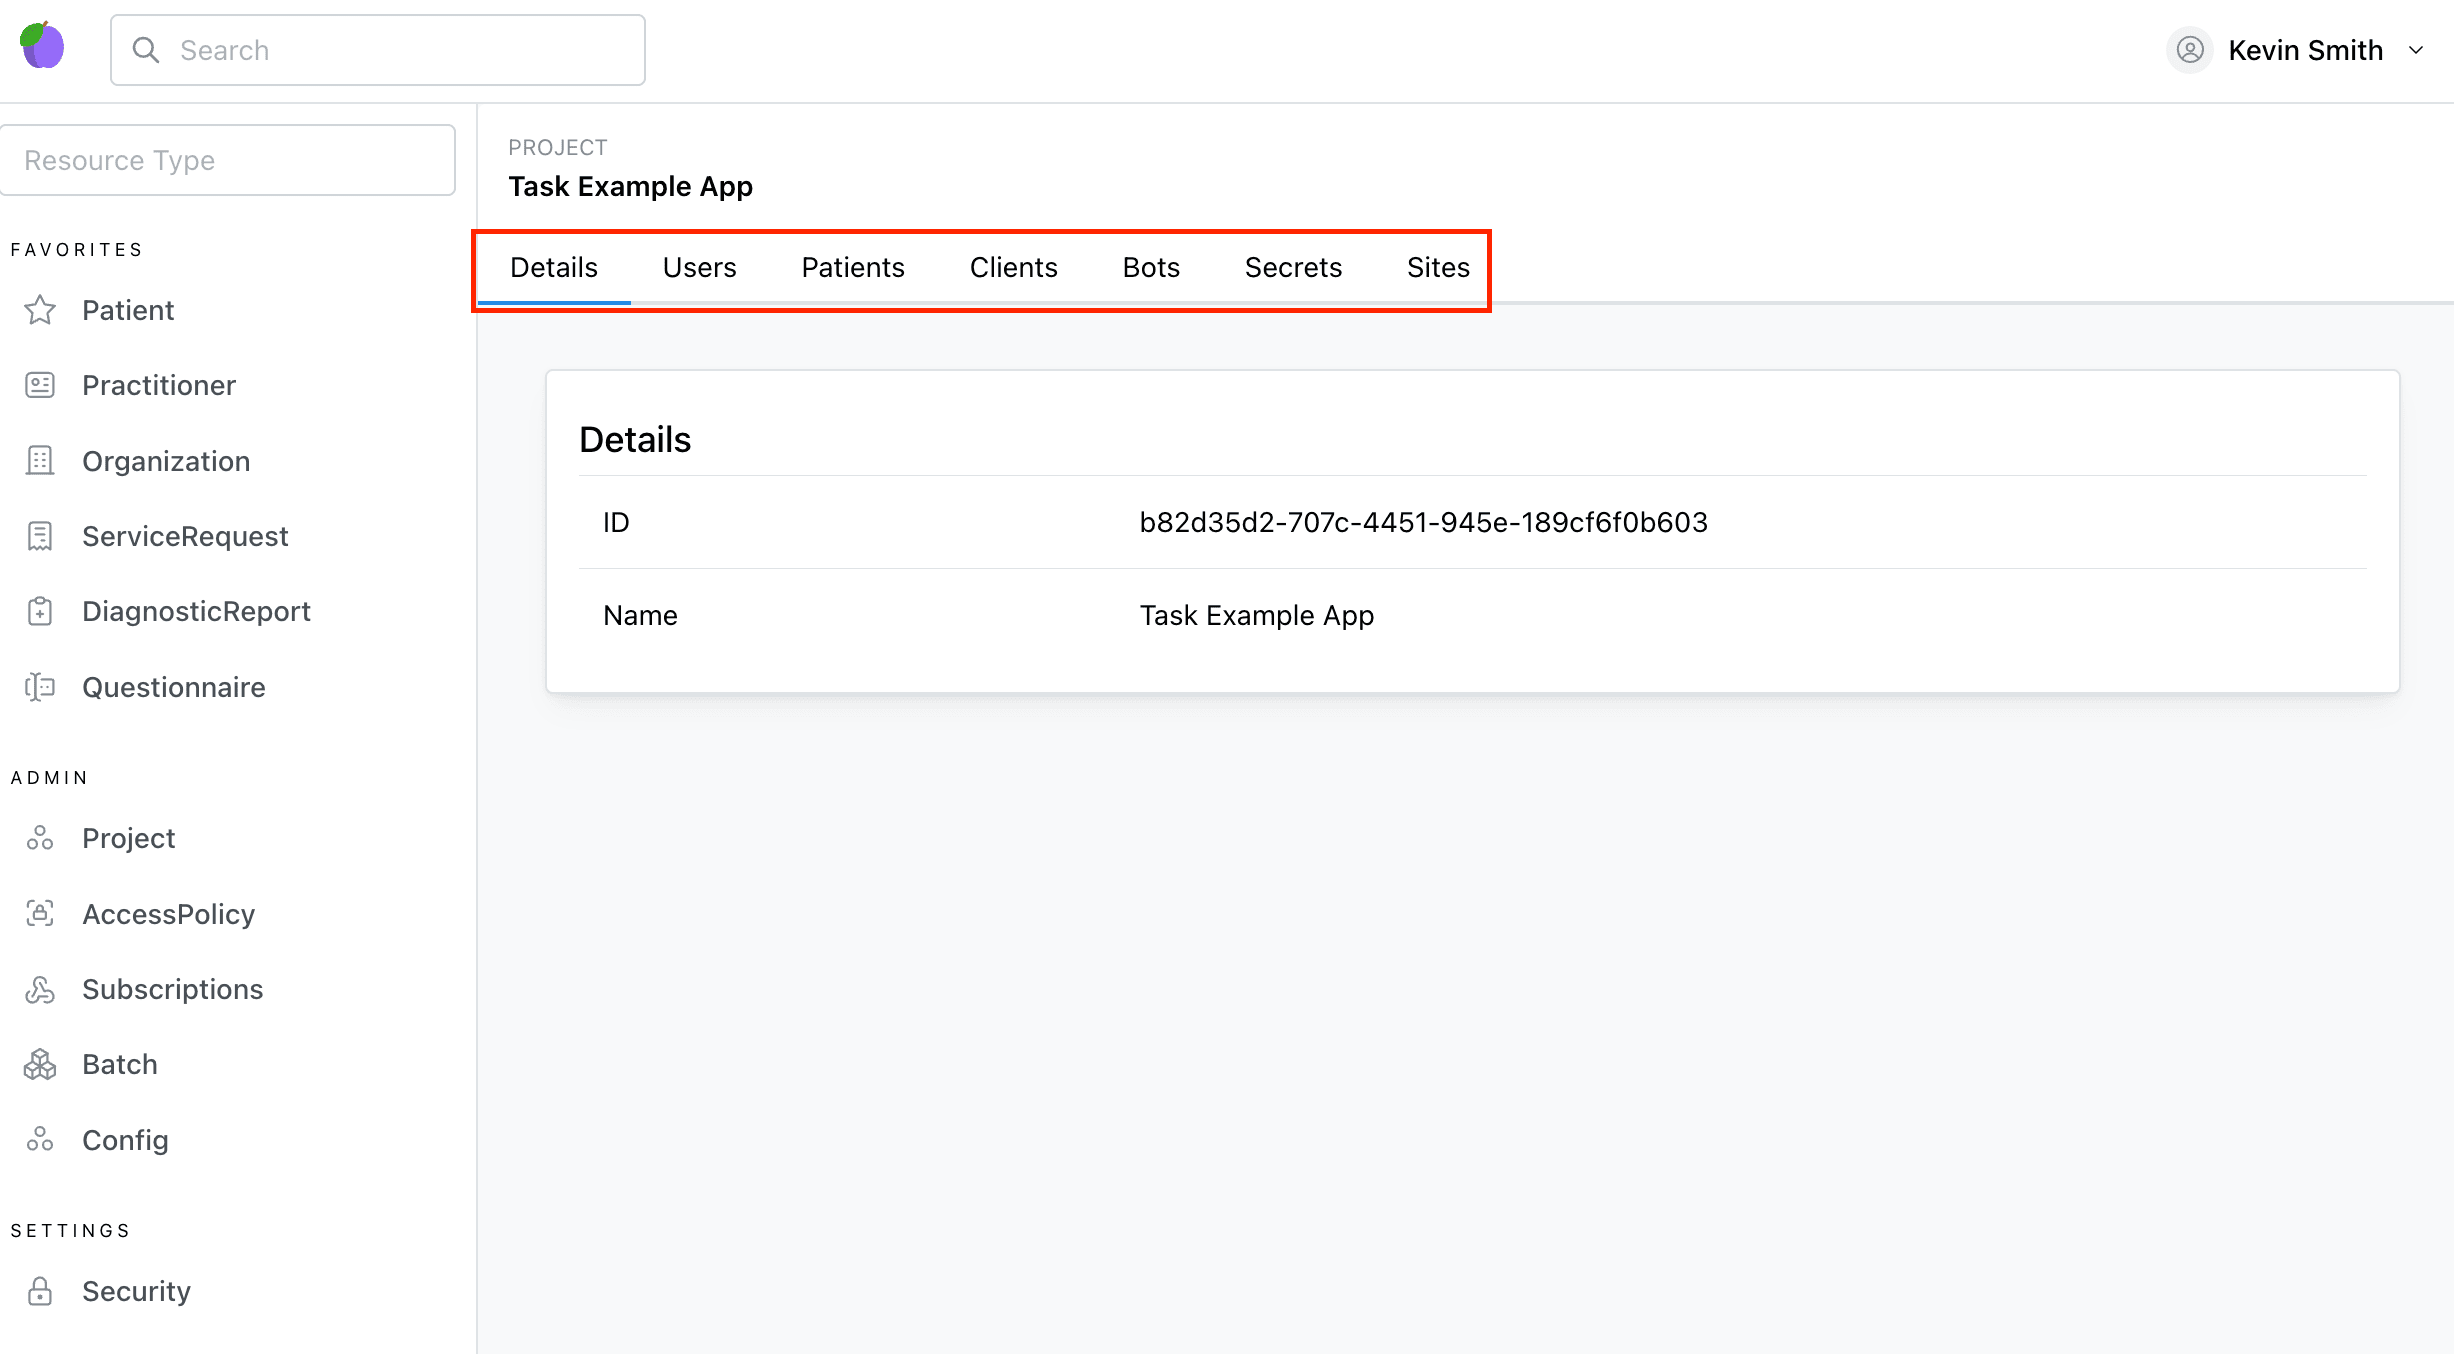 Search
Kevin Smith
Resource Type
FAVORITES
Patient
Practitioner
Organization
ServiceRequest
DiagnosticReport
Questionnaire
ADMIN
Project
AccessPolicy
Subscriptions
Batch
Config
SETTINGS
Security
PROJECT
Task Example App
Details Users Patients Clients Bots Secrets Sites
Details
ID b82d35d2-707c-4451-945e-189cf6f0b603
Name Task Example App